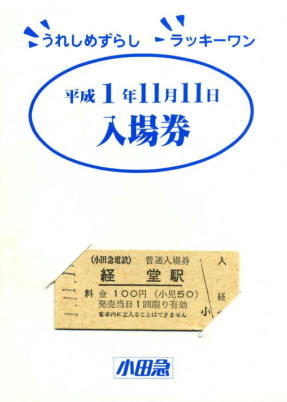 うれしめずらし ラッキーワン
平成1年11月11日
入場券
(小田急電鉄) 普通入場券 入
経堂駅
料金100円(小児50) 経
発売当日1回限り有効 小
客車内に立入ることはできません
1.11.1
小田急